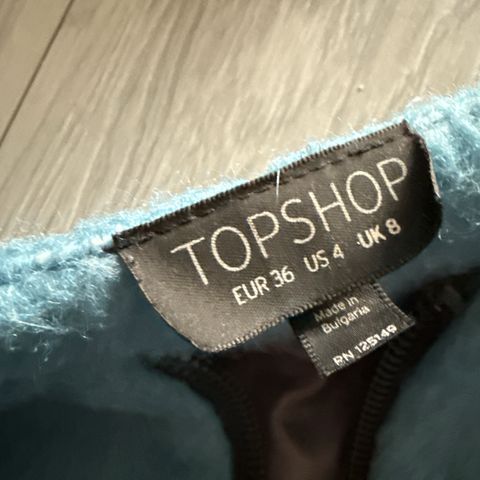 TOPSHOP
EUR 36 US 4 UK 8
Made in
Bulgaria
RN 125149